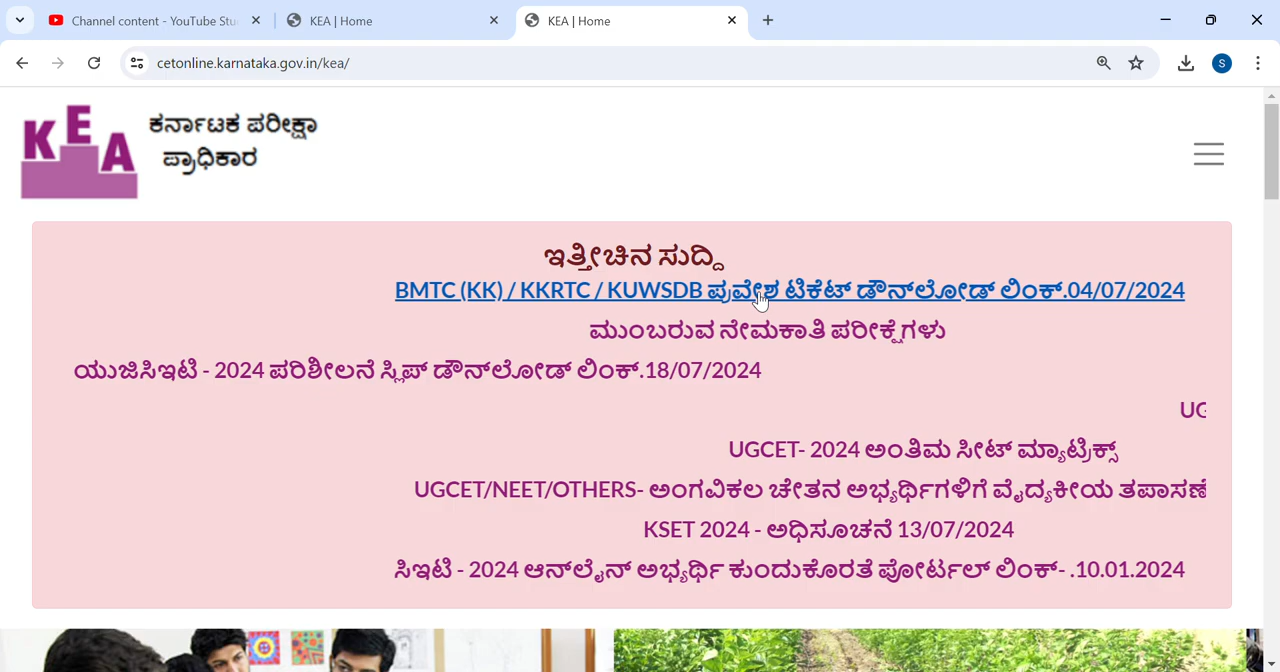 Channel content - YouTube Stu
KEA | Home
KEA | Home
cetonline.karnataka.gov.in/kea/
S
KEA
ಕರ್ನಾಟಕ ಪರೀಕ್ಷಾ
ಪ್ರಾಧಿಕಾರ
ಇತ್ತೀಚಿನ ಸುದ್ದಿ
BMTC (KK) / KKRTC / KUWSDB ಪ್ರವೇಶ ಟಿಕೆಟ್ ಡೌನ್‌ಲೋಡ್ ಲಿಂಕ್.04/07/2024
ಮುಂಬರುವ ನೇಮಕಾತಿ ಪರೀಕ್ಷೆಗಳು
ಯುಜಿಸಿಇಟಿ - 2024 ಪರಿಶೀಲನೆ ಸ್ಲಿಪ್ ಡೌನ್‌ಲೋಡ್ ಲಿಂಕ್.18/07/2024
UG
UGCET- 2024 ಅಂತಿಮ ಸೀಟ್ ಮ್ಯಾಟ್ರಿಕ್ಸ್
UGCET/NEET/OTHERS- ಅಂಗವಿಕಲ ಚೇತನ ಅಭ್ಯರ್ಥಿಗಳಿಗೆ ವೈದ್ಯಕೀಯ ತಪಾಸಣೆ
KSET 2024 - ಅಧಿಸೂಚನೆ 13/07/2024
ಸಿಇಟಿ - 2024 ಆನ್‌ಲೈನ್ ಅಭ್ಯರ್ಥಿ ಕುಂದುಕೊರತೆ ಪೋರ್ಟಲ್ ಲಿಂಕ್- .10.01.2024